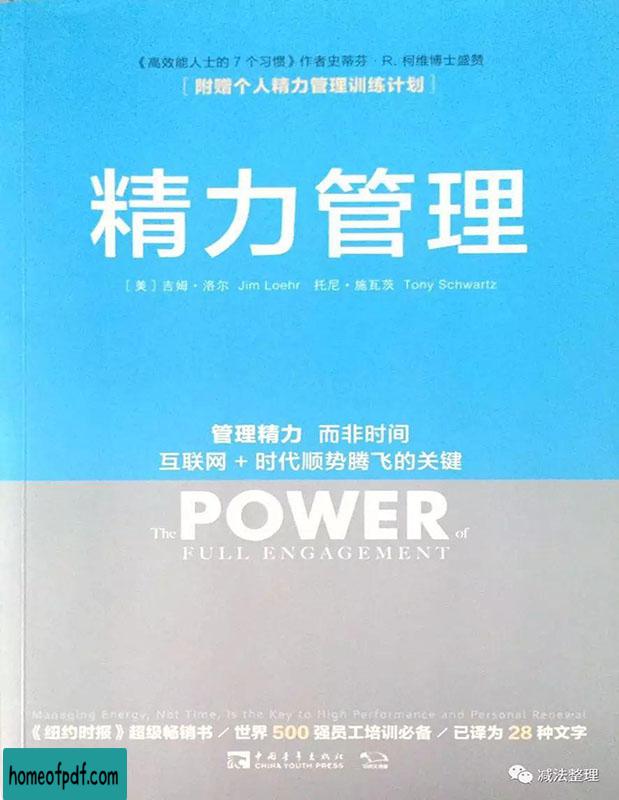 《高效能人士的7个习惯》作者史蒂芬·R.柯维博士盛赞
[ 附赠个人精力管理训练计划 ]
精力管理
[美] 吉姆·洛尔 Jim Loehr 托尼·施瓦茨 Tony Schwartz
管理精力 而非时间
互联网 + 时代顺势腾飞的关键
The POWER of
FULL ENGAGEMENT
Managing Energy, Not Time, Is the Key to High Performance and Personal Renewal
《纽约时报》超级畅销书 / 世界 500 强员工培训必备 / 已译为 28 种文字
中国青年出版社
CHINA YOUTH PRESS
homeofpdf.com
减法整理